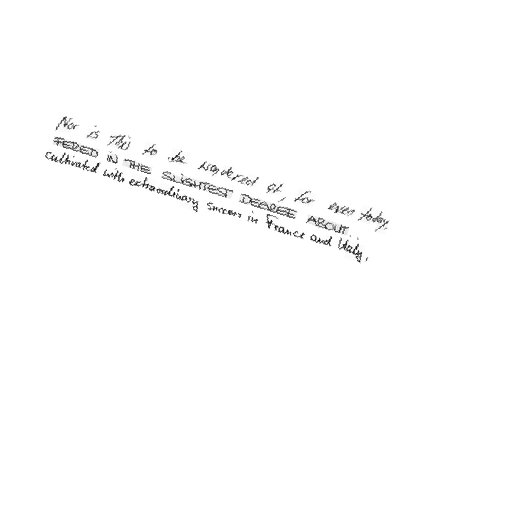 Nor is this to be wondered at, for even today
IN THE SLIGHTEST DEGREE ABOUT
cultivated with extraordinary success in France and Italy.